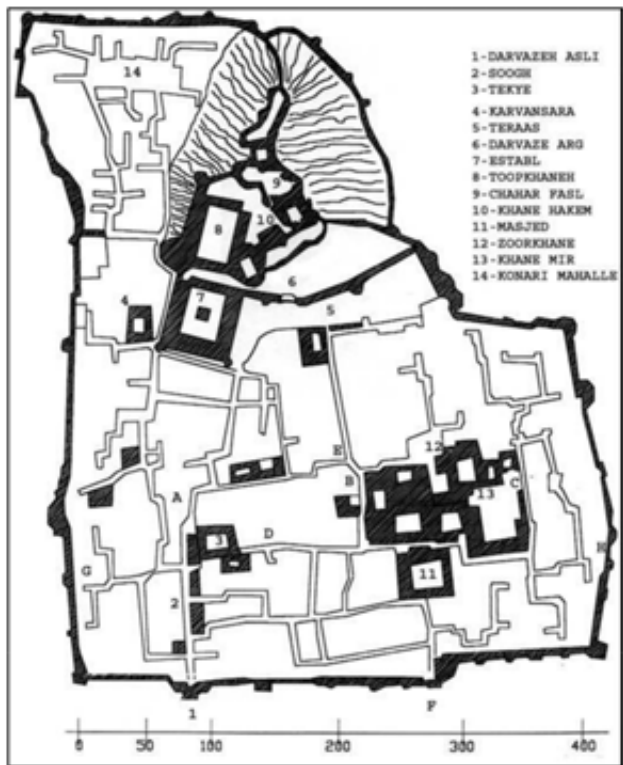 1-DARVAZEH ASLI
2-SOOGH
3-TEKYE
4-KARVANSARA
5-TERAAS
6-DARVAZE ARG
7-ESTABL
8-TOOPKHANEH
9-CHAHAR FASL
10-KHANE HAKEM
11-MASJED
12-ZOORKHANE
13-KHANE MIR
14-KONARI MAHALLE
14
9
10
8
6
7
4
5
E
12
B
13
C
A
3
D
H
G
11
2
1
F
0 50 100 200 300 400